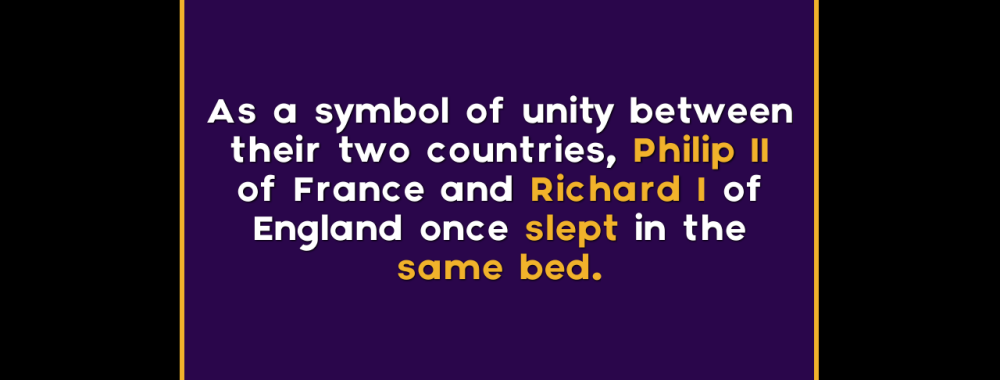 As a symbol of unity between
their two countries, Philip II
of France and Richard I of
England once slept in the
same bed.